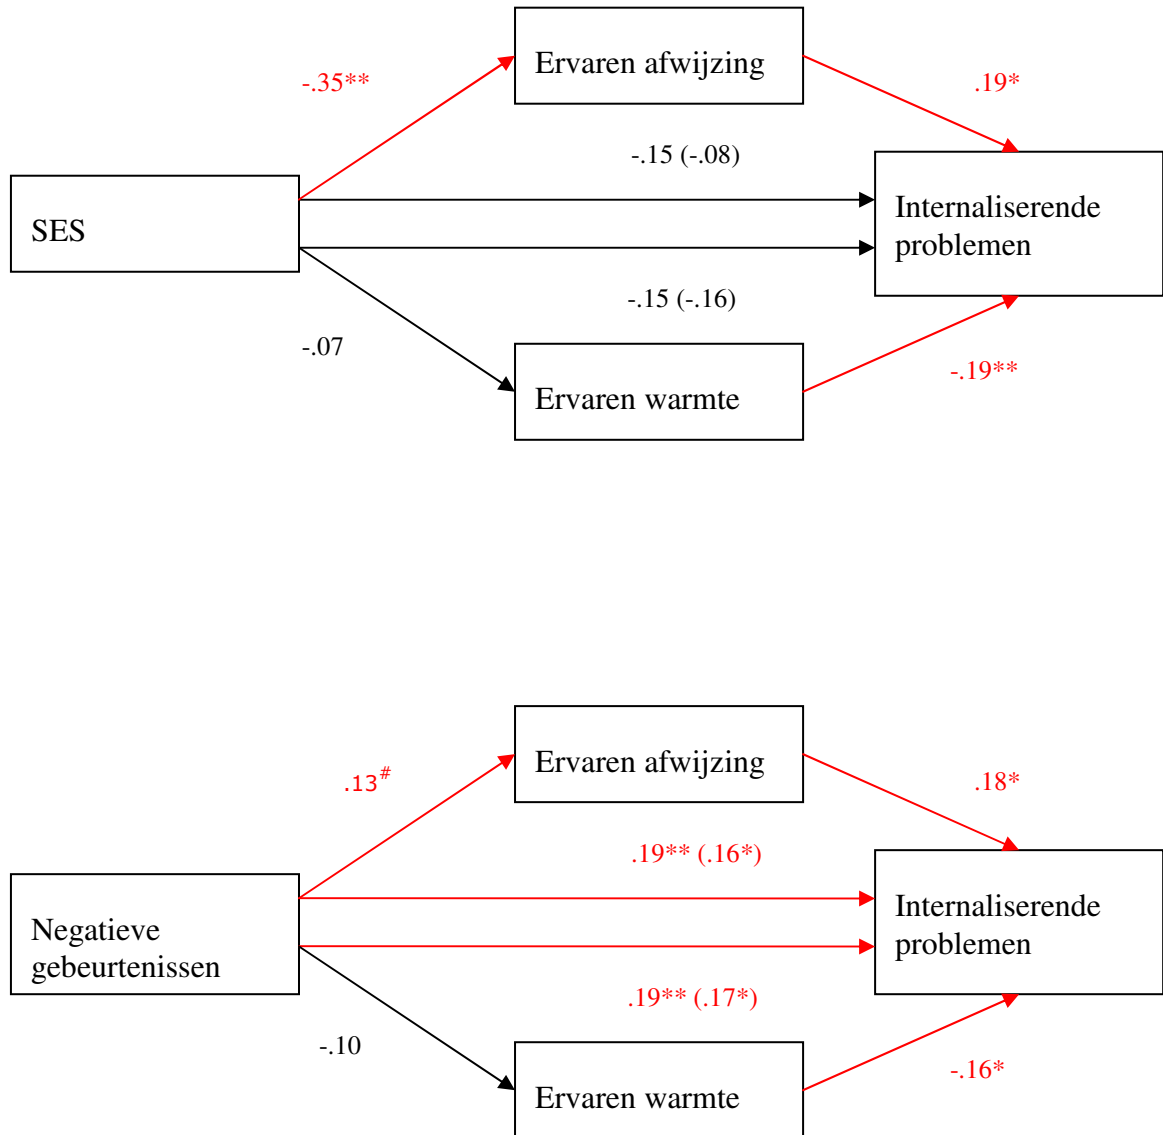 Ervaren afwijzing
-.35**
.19*
-.15 (-.08)
SES
Internaliserende
problemen
-.15 (-.16)
-.07
-.19**
Ervaren warmte
Ervaren afwijzing
.13#
.18*
.19** (.16*)
Negatieve
gebeurtenissen
Internaliserende
problemen
.19** (.17*)
-.10
-.16*
Ervaren warmte